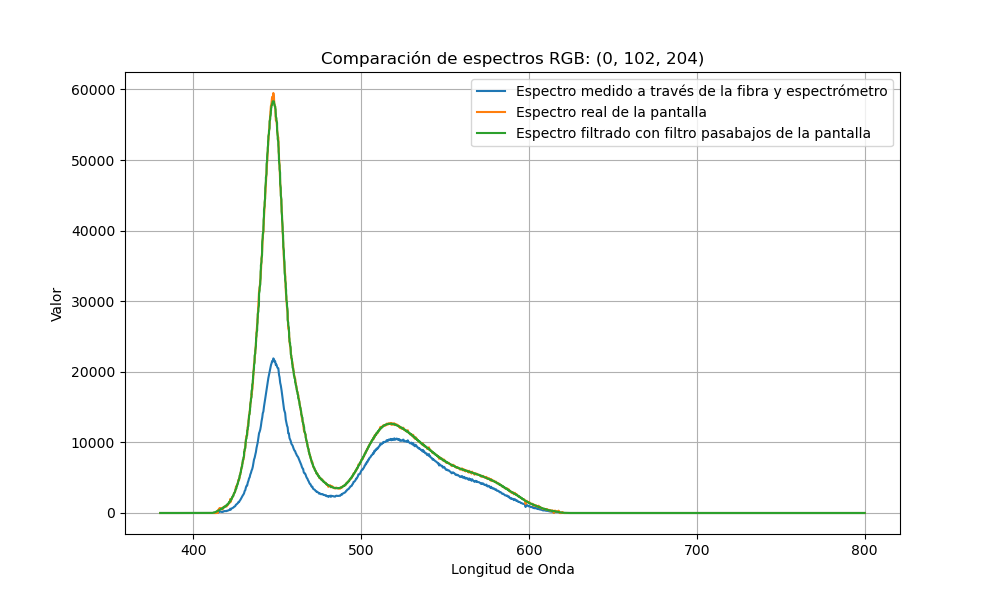 Comparación de espectros RGB: (0, 102, 204)
Espectro medido a través de la fibra y espectrómetro
Espectro real de la pantalla
Espectro filtrado con filtro pasabajos de la pantalla
Valor
60000
50000
40000
30000
20000
10000
0
400 500 600 700 800
Longitud de Onda